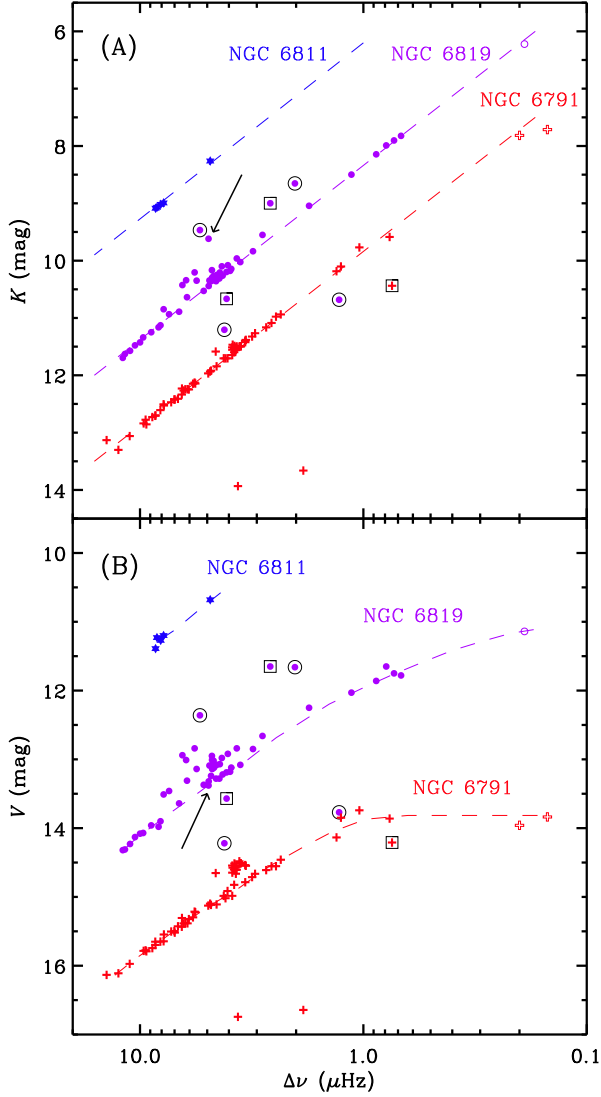 6
(A)
NGC 6811
NGC 6819
NGC 6791
8
10
12
14
K (mag)
10
(B)
NGC 6811
NGC 6819
12
NGC 6791
14
16
V (mag)
10.0
1.0
0.1
Δν (μHz)